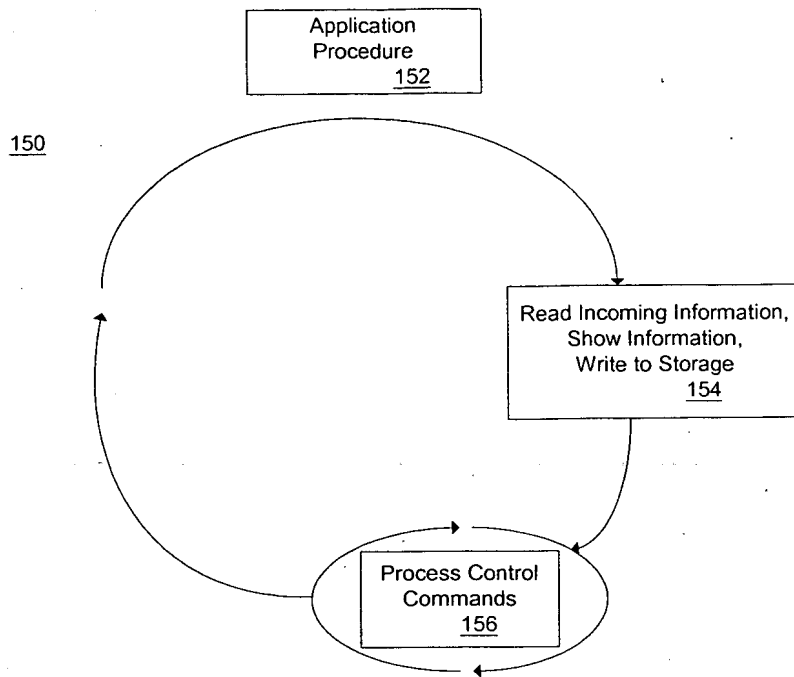 Application
Procedure
152
150
Read Incoming Information,
Show Information,
Write to Storage
154
Process Control
Commands
156